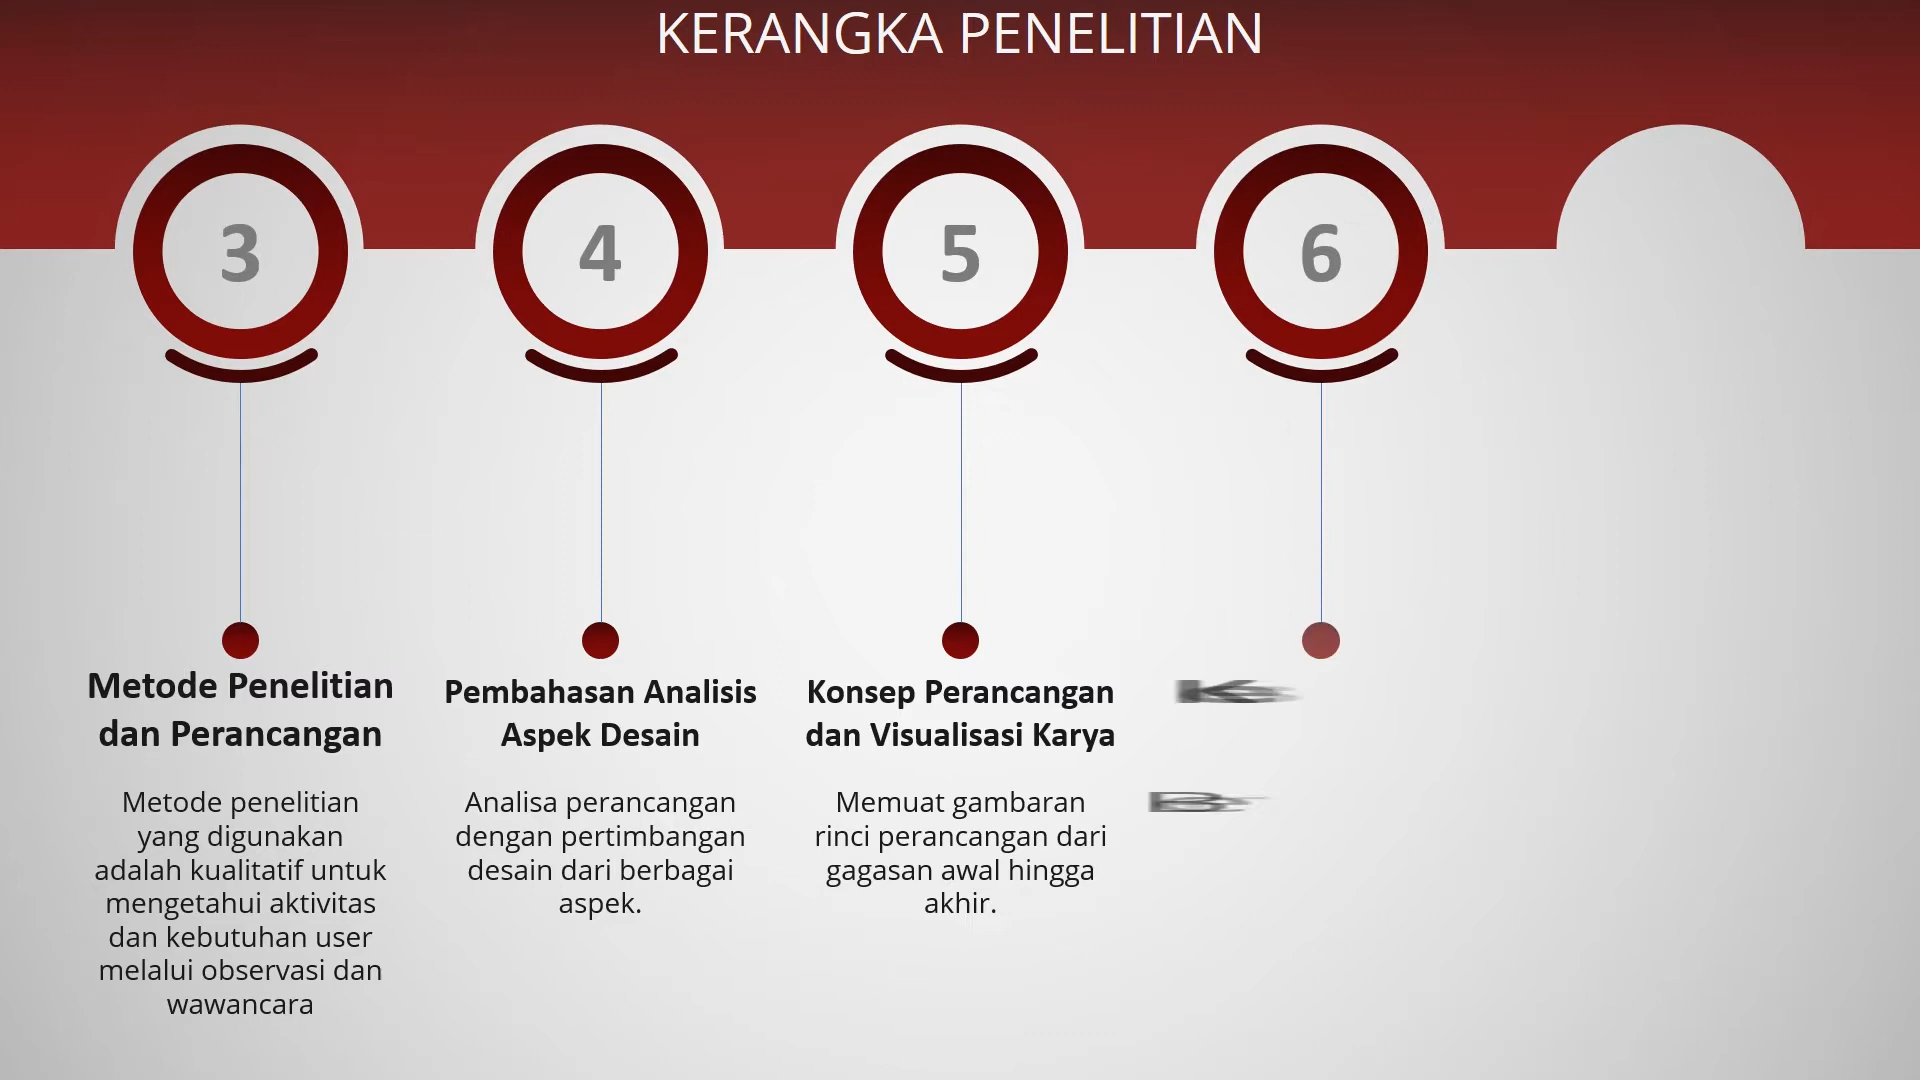 KERANGKA PENELITIAN
3
4
5
6
Metode Penelitian
dan Perancangan
Metode penelitian
yang digunakan
adalah kualitatif untuk
mengetahui aktivitas
dan kebutuhan user
melalui observasi dan
wawancara
Pembahasan Analisis
Aspek Desain
Analisa perancangan
dengan pertimbangan
desain dari berbagai
aspek.
Konsep Perancangan
dan Visualisasi Karya
Memuat gambaran
rinci perancangan dari
gagasan awal hingga
akhir.